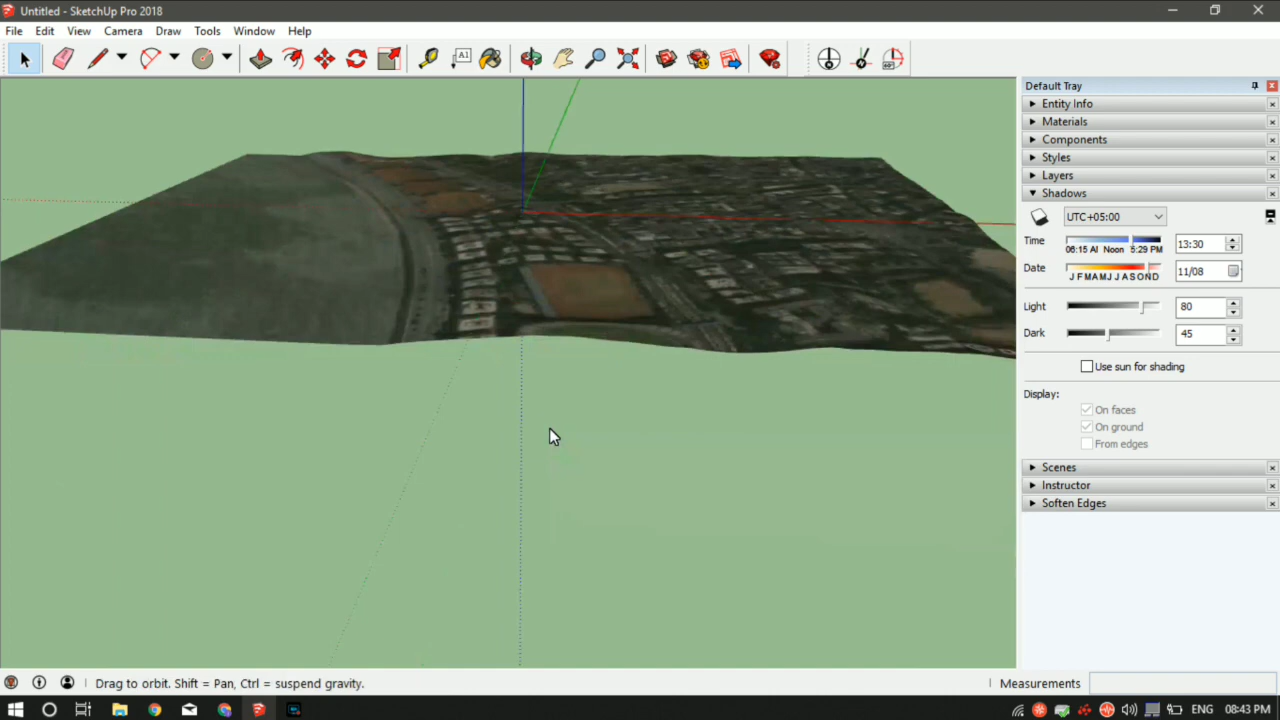 Untitled - SketchUp Pro 2018
File Edit View Camera Draw Tools Window Help
A1
Default Tray
Entity Info
Materials
Components
Styles
Layers
Shadows
UTC+05:00
Time 06:15 AI Noon 5:29 PM 13:30
Date J F M A M J J A S O N D 11/08
Light 80
Dark 45
Use sun for shading
Display:
On faces
On ground
From edges
Scenes
Instructor
Soften Edges
Drag to orbit. Shift = Pan, Ctrl = suspend gravity.
Measurements
ENG 08:43 PM